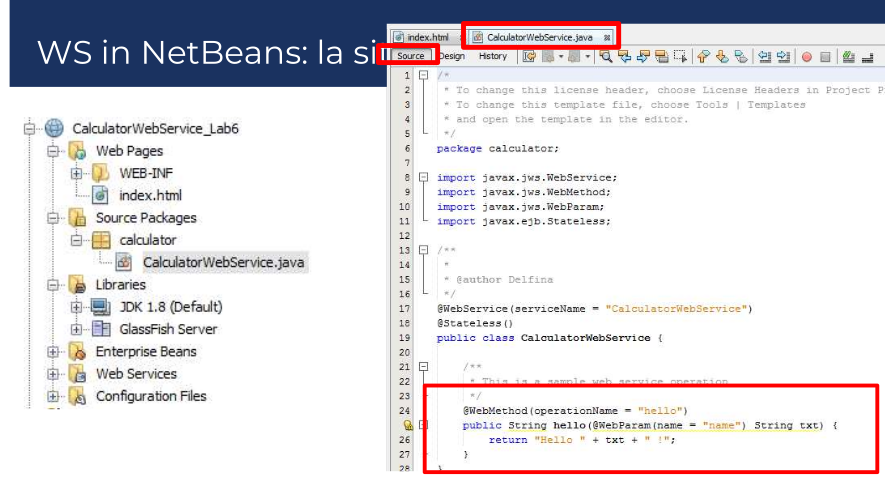 WS in NetBeans: la si
CalculatorWebService_Lab6
Web Pages
WEB-INF
index.html
Source Packages
calculator
CalculatorWebService.java
Libraries
JDK 1.8 (Default)
GlassFish Server
Enterprise Beans
Web Services
Configuration Files
index.html CalculatorWebService.java
Source Design History
1 /*
2 * To change this license header, choose License Headers in Project P
3 * To change this template file, choose Tools | Templates
4 * and open the template in the editor.
5 */
6 package calculator;
7
8 import javax.jws.WebService;
9 import javax.jws.WebMethod;
10 import javax.jws.WebParam;
11 import javax.ejb.Stateless;
12
13 /**
14 *
15 * @author Delfina
16 */
17 @WebService(serviceName = "CalculatorWebService")
18 @Stateless()
19 public class CalculatorWebService {
20
21 /**
22 * This is a sample web service operation
23 */
24 @WebMethod(operationName = "hello")
public String hello(@WebParam(name = "name") String txt) {
26 return "Hello " + txt + " !";
27 }
28 }